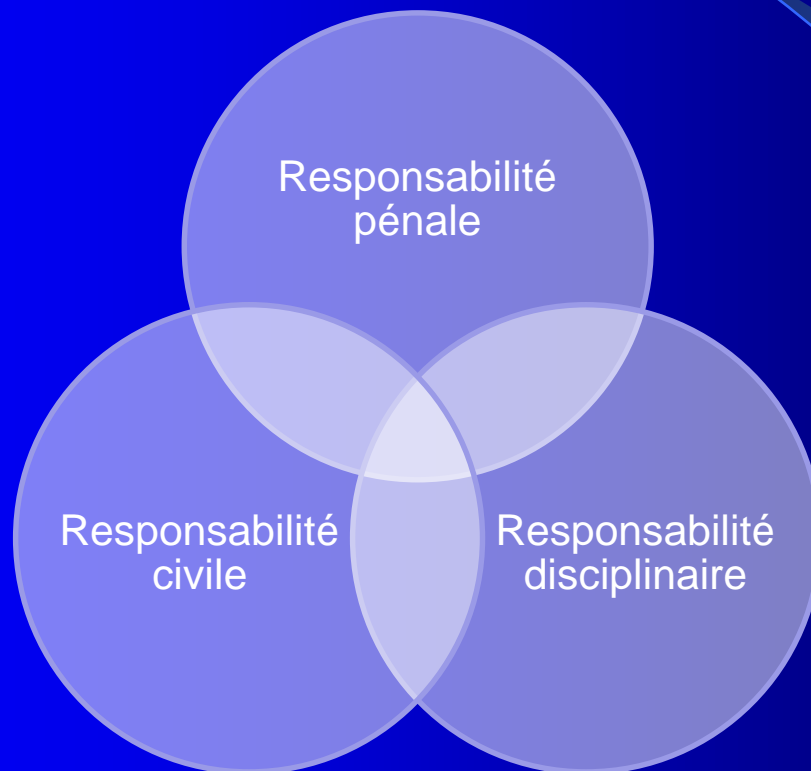 Responsabilité
pénale
Responsabilité
civile
Responsabilité
disciplinaire